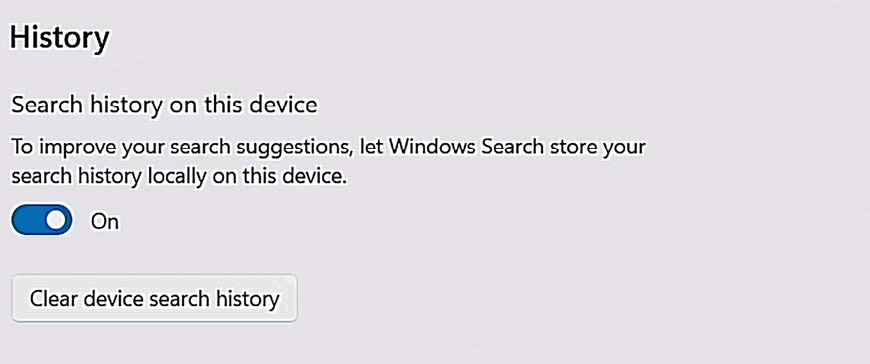 History
Search history on this device
To improve your search suggestions, let Windows Search store your
search history locally on this device.
On
Clear device search history